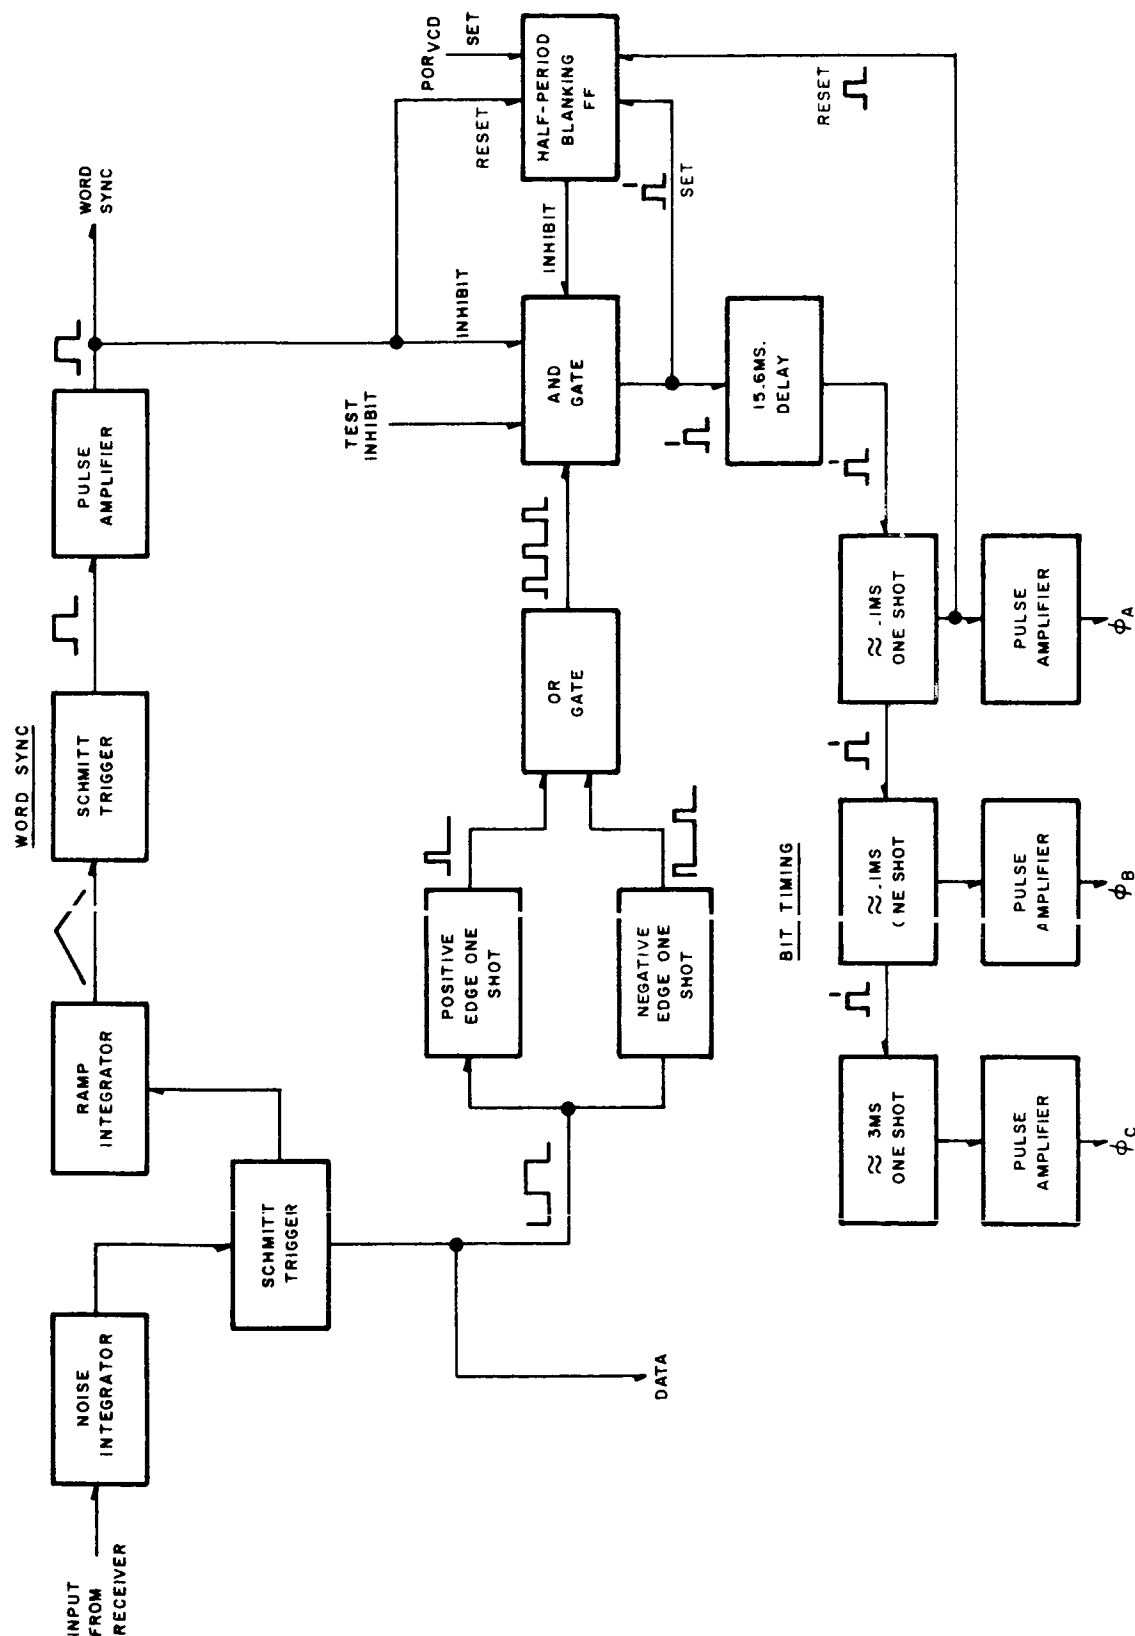 INPUT
FROM
RECEIVER
NOISE
INTEGRATOR
SCHMITT
TRIGGER
DATA
RAMP
INTEGRATOR
WORD SYNC
SCHMITT
TRIGGER
PULSE
AMPLIFIER
WORD
SYNC
POSITIVE
EDGE ONE
SHOT
NEGATIVE
EDGE ONE
SHOT
OR
GATE
TEST
INHIBIT
INHIBIT
AND
GATE
INHIBIT
RESET
PORVCD
SET
HALF-PERIOD
BLANKING
FF
SET
RESET
15.6MS.
DELAY
BIT TIMING
≈ 3MS
ONE SHOT
≈.1MS
(NE SHOT
≈ .1MS
ONE SHOT
PULSE
AMPLIFIER
PULSE
AMPLIFIER
PULSE
AMPLIFIER
ϕC
ϕB
ϕA